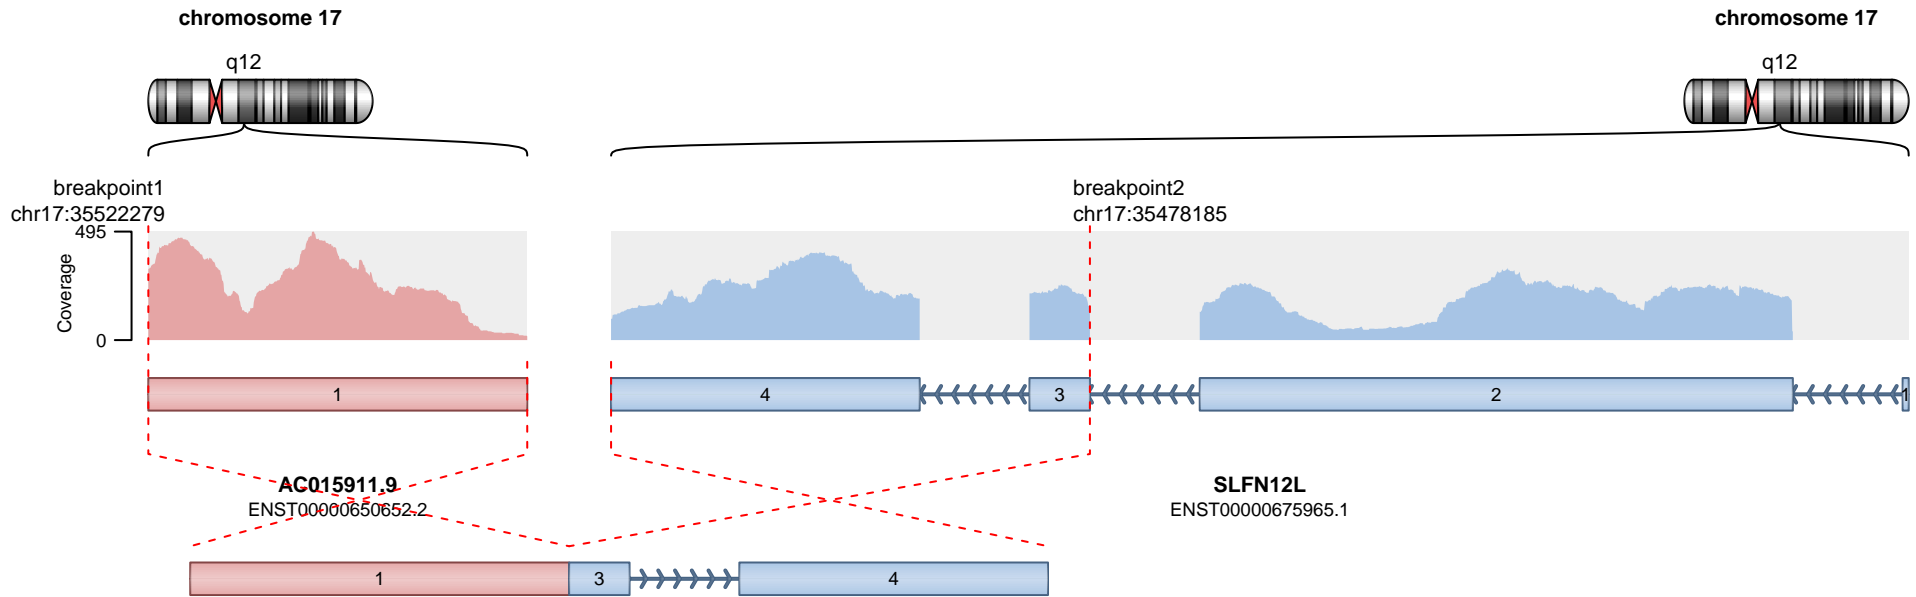 chromosome 17
chromosome 17
q12
q12
breakpoint1
chr17:35522279
breakpoint2
chr17:35478185
495
Coverage
0
1
4
3
2
1
AC015911.9
ENST00000650652.2
SLFN12L
ENST00000675965.1
1
3
4